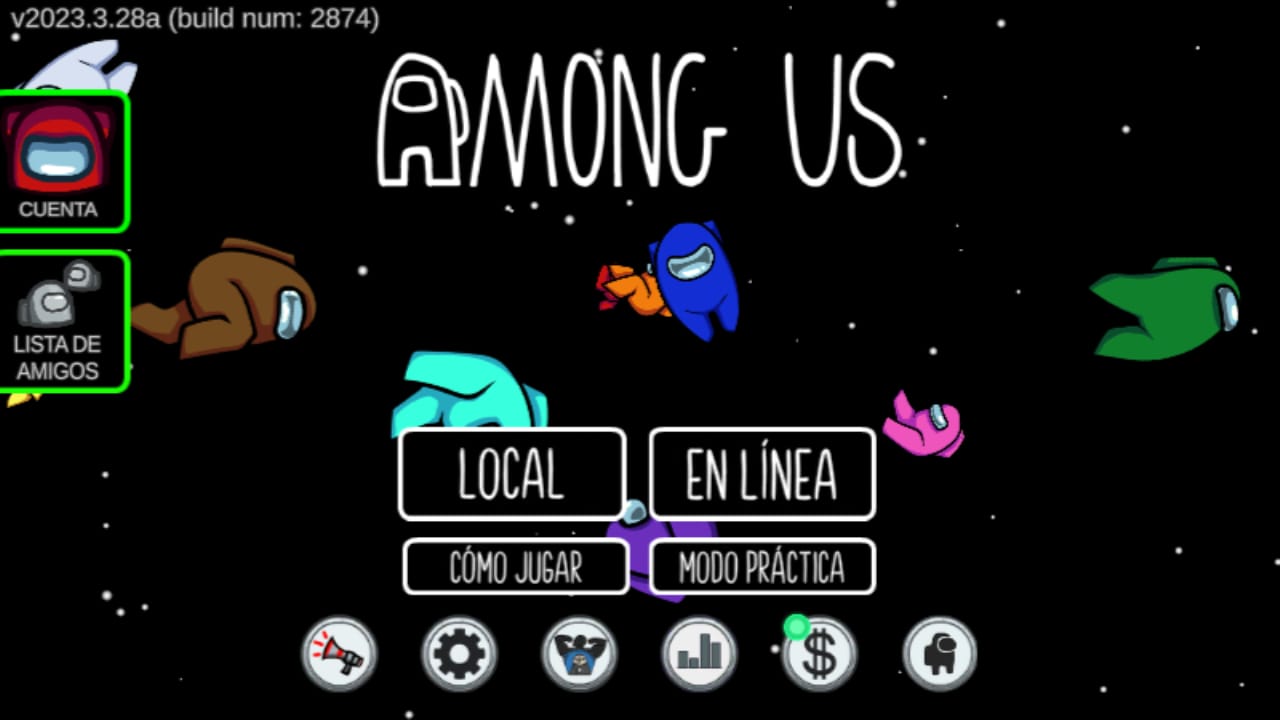 v2023.3.28a (build num: 2874)
AMONG US
CUENTA
LISTA DE
AMIGOS
LOCAL
EN LÍNEA
CÓMO JUGAR
MODO PRÁCTICA
$